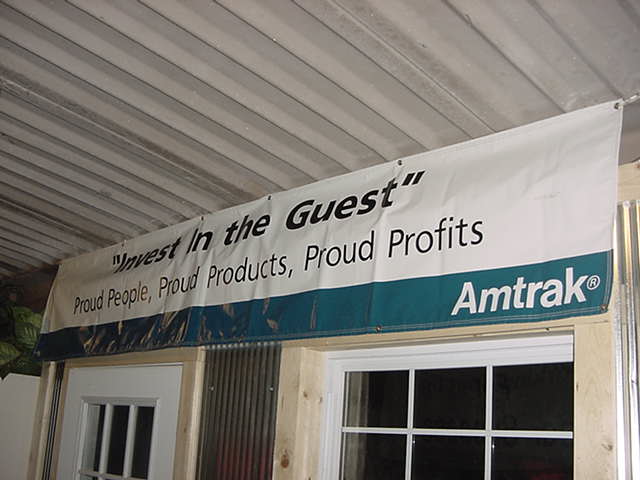 "Invest In the Guest"
Proud People, Proud Products, Proud Profits
Amtrak®